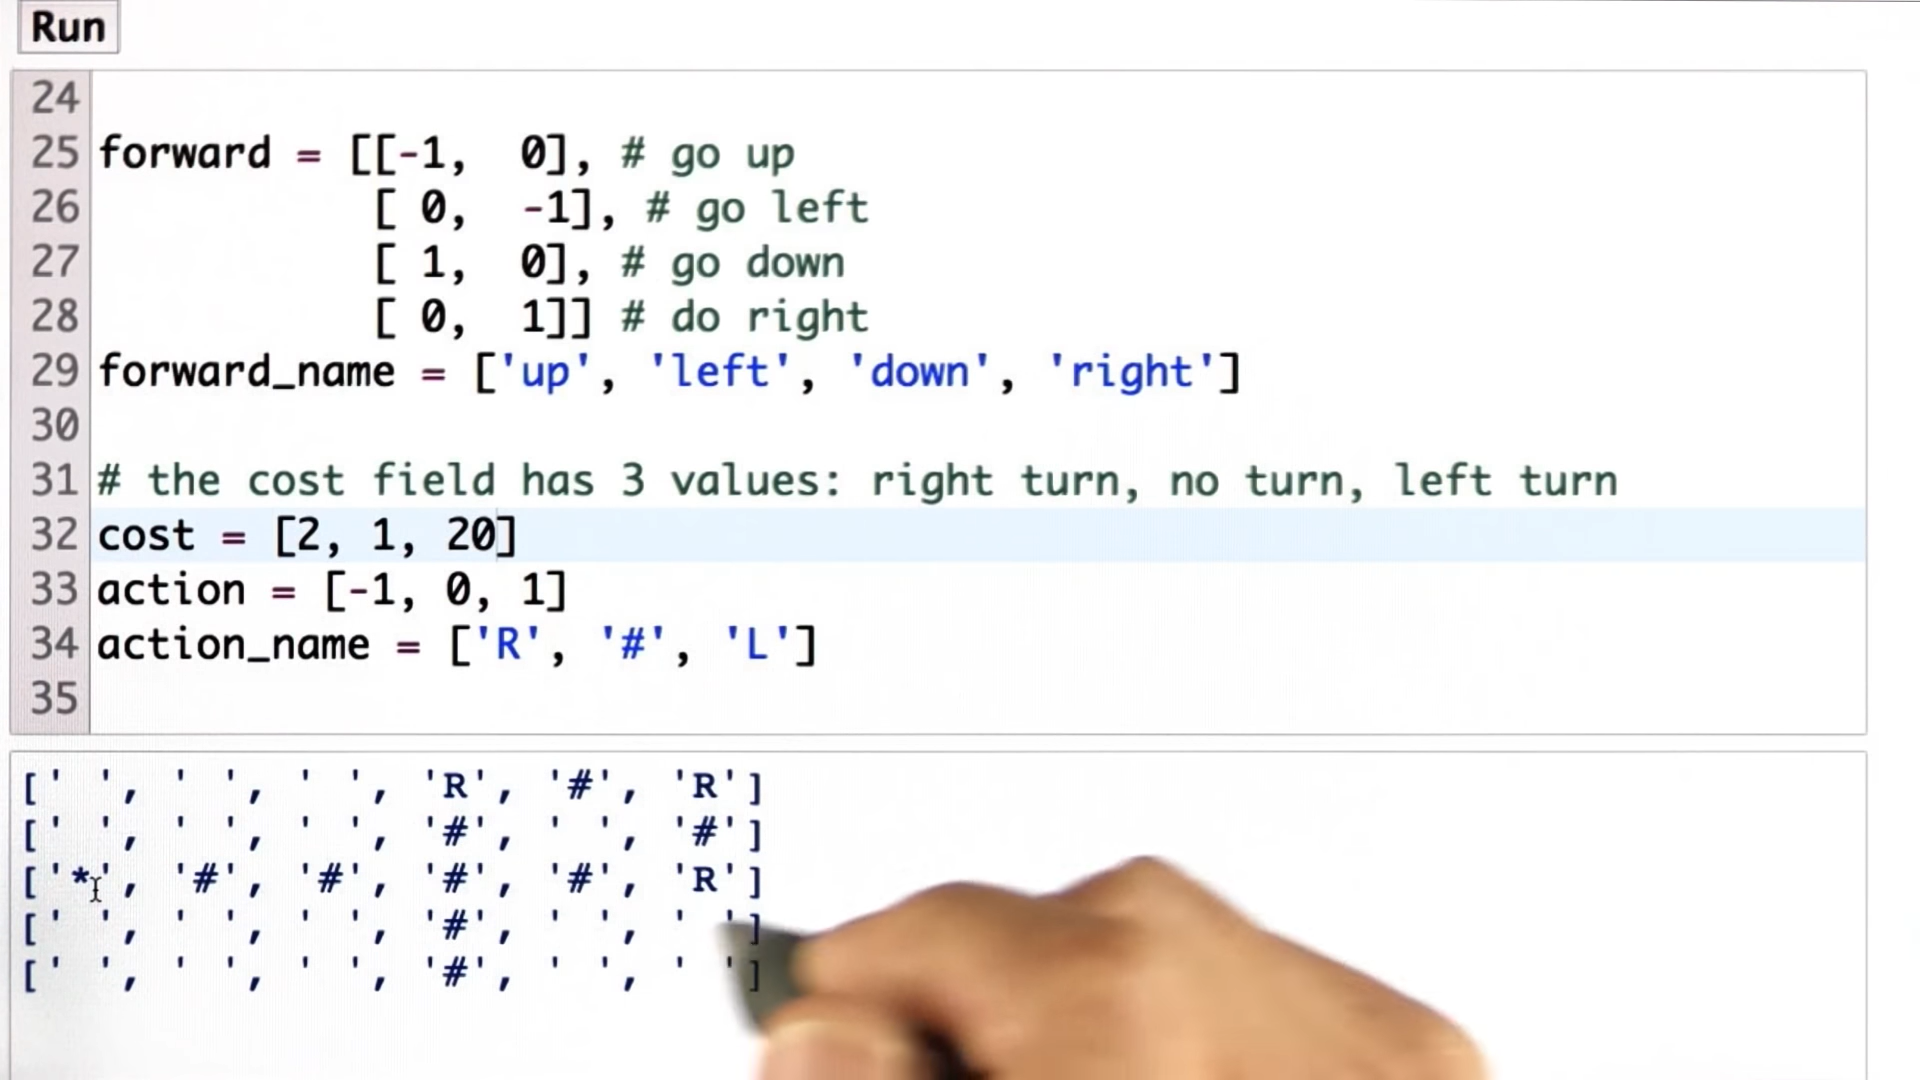 Run
24
25 forward = [[-1,  0], # go up
26            [ 0,  -1], # go left
27            [ 1,  0], # go down
28            [ 0,  1]] # do right
29 forward_name = ['up', 'left', 'down', 'right']
30
31 # the cost field has 3 values: right turn, no turn, left turn
32 cost = [2, 1, 20]
33 action = [-1, 0, 1]
34 action_name = ['R', '#', 'L']
35
[' ', ' ', ' ', 'R', '#', 'R']
[' ', ' ', ' ', '#', ' ', '#']
['*', '#', '#', '#', '#', 'R']
[' ', ' ', ' ', '#', ' ', ' ']
[' ', ' ', ' ', '#', ' ', ' ']